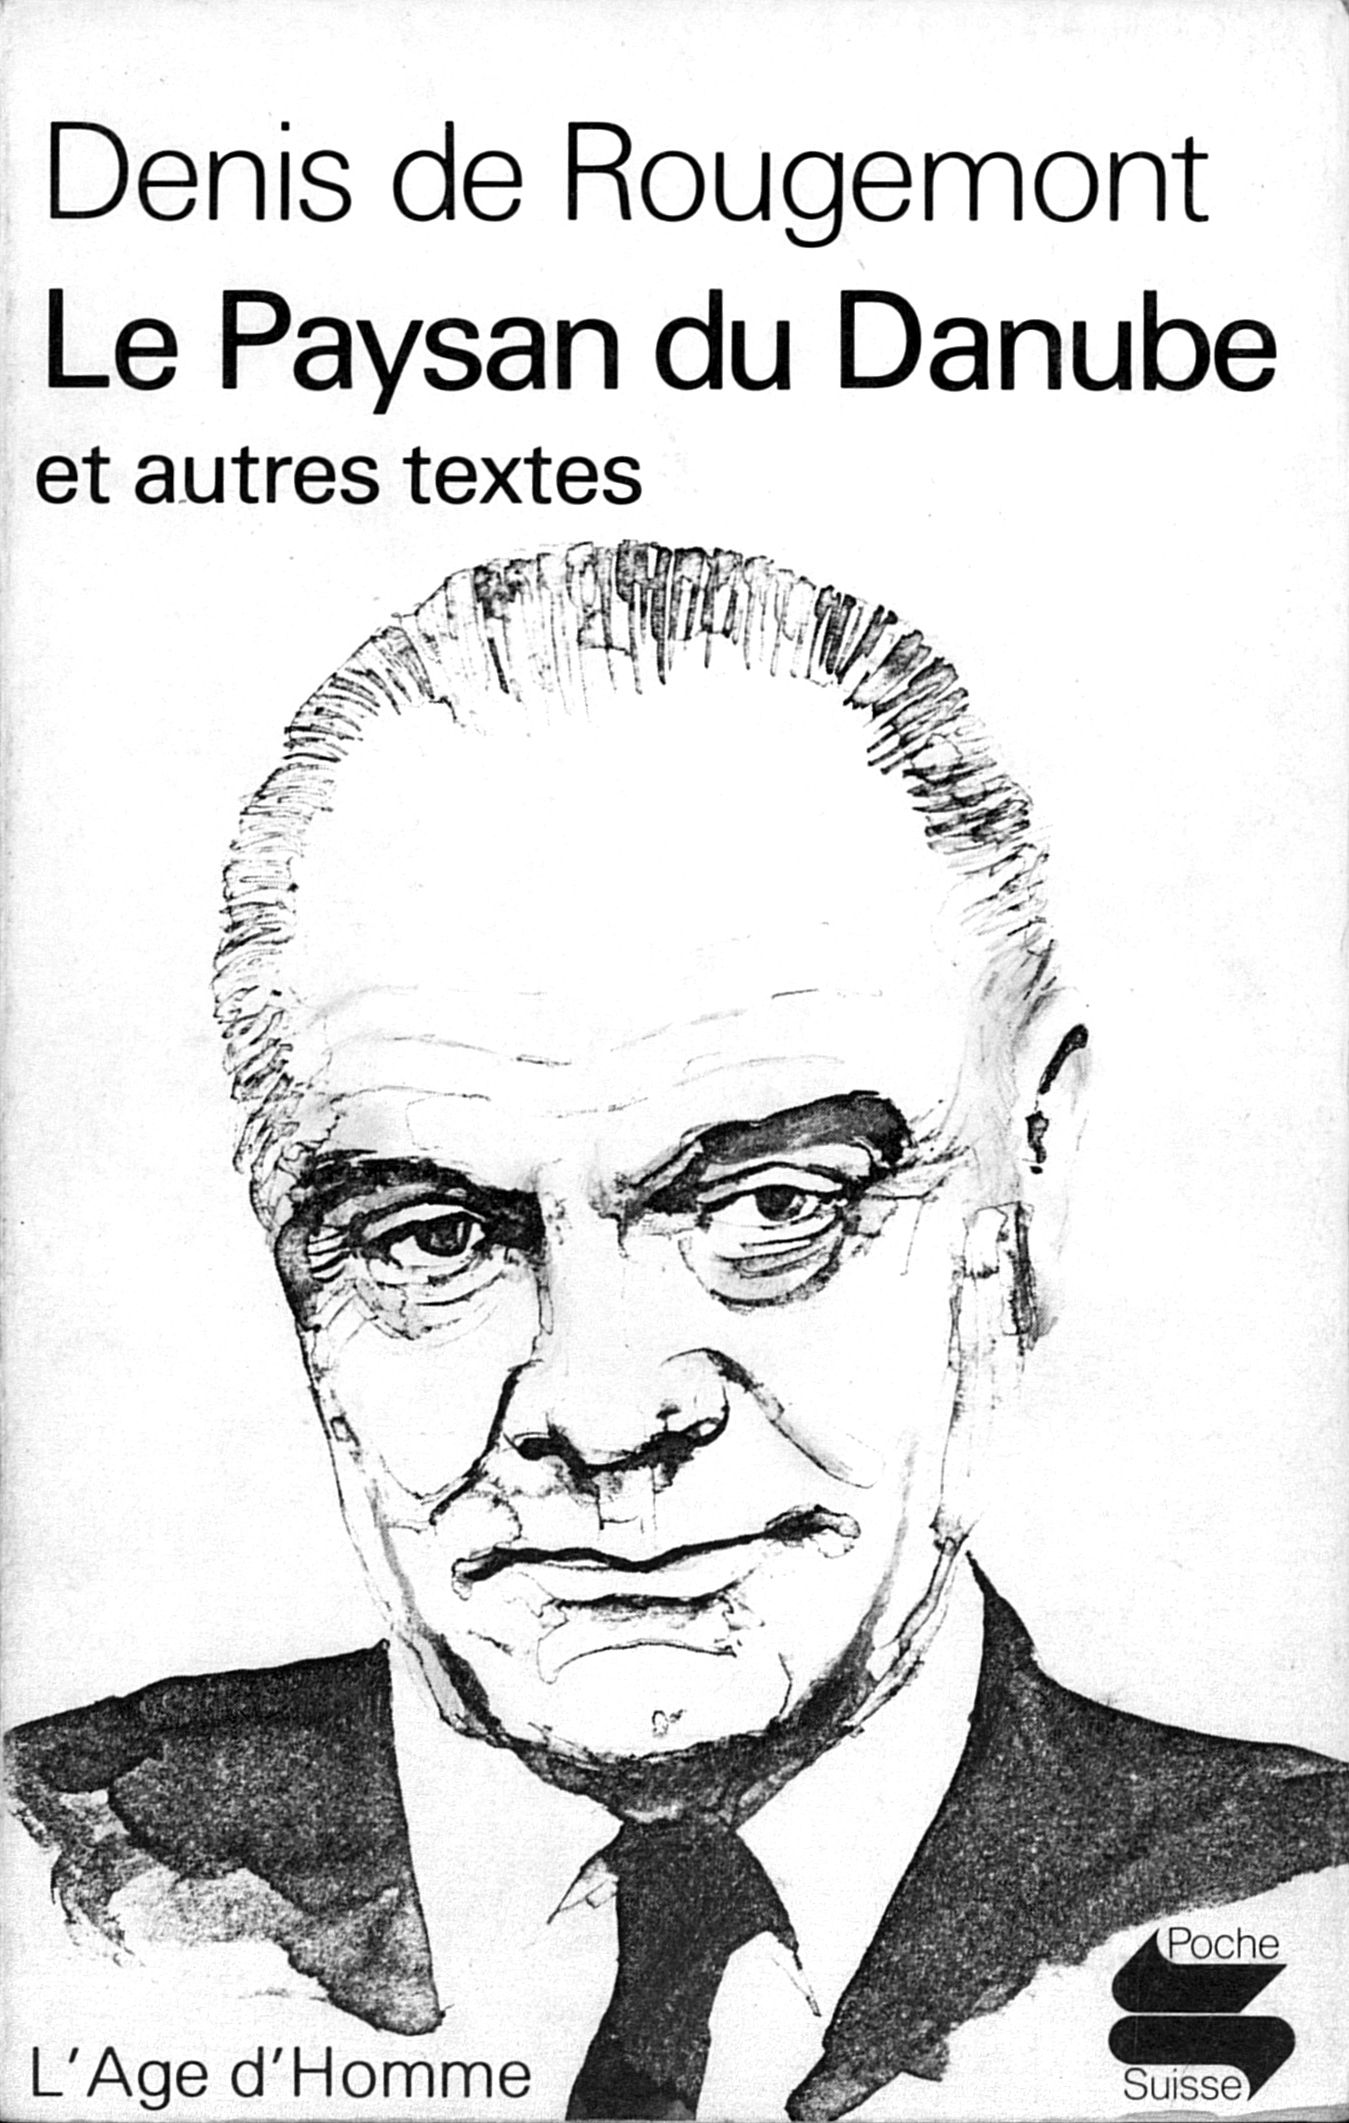 Denis de Rougemont
Le Paysan du Danube
et autres textes
Poche
Suisse
L'Age d'Homme